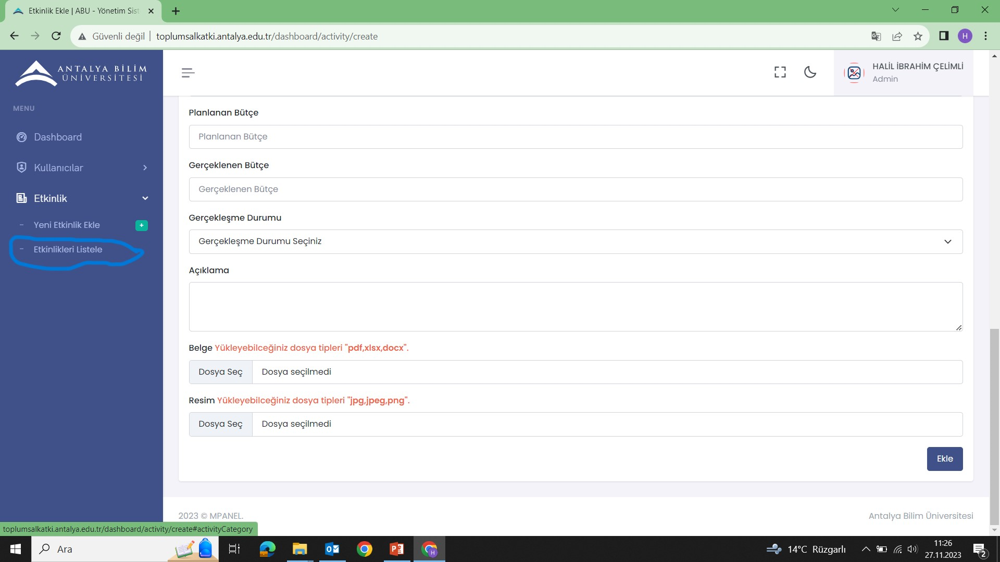 Etkinlik Ekle | ABU - Yönetim Sist
Güvenli değil | toplumsalkatki.antalya.edu.tr/dashboard/activity/create
H
ANTALYA BİLİM
ÜNİVERSİTESİ
HALİL İBRAHİM ÇELİMLİ
Admin
MENU
Dashboard
Kullanıcılar
Etkinlik
- Yeni Etkinlik Ekle +
- Etkinlikleri Listele
Planlanan Bütçe
Planlanan Bütçe
Gerçeklenen Bütçe
Gerçeklenen Bütçe
Gerçekleşme Durumu
Gerçekleşme Durumu Seçiniz
Açıklama
Belge Yükleyebilceğiniz dosya tipleri "pdf,xlsx,docx".
Dosya Seç Dosya seçilmedi
Resim Yükleyebilceğiniz dosya tipleri "jpg,jpeg,png".
Dosya Seç Dosya seçilmedi
Ekle
2023 © MPANEL.
Antalya Bilim Üniversitesi
toplumsalkatki.antalya.edu.tr/dashboard/activity/create#activityCategory
Ara
14°C Rüzgarlı
11:26
27.11.2023
2